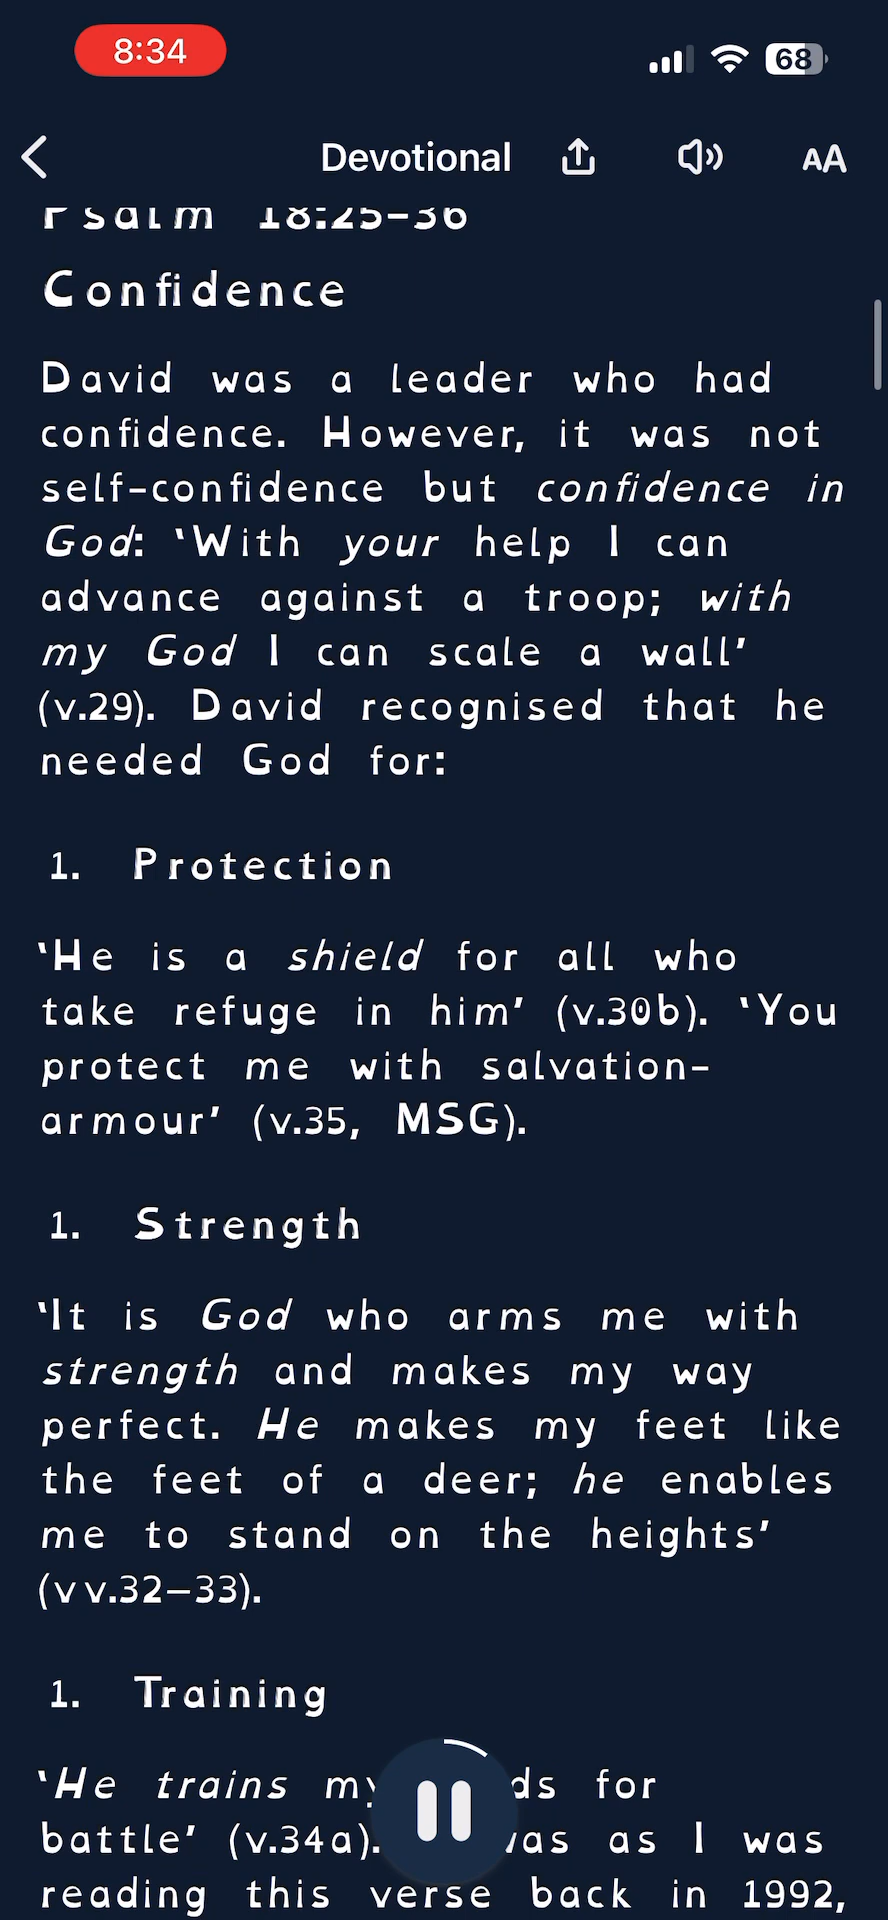 8:34
68
Devotional
AA
Psalm 18:25-36
Confidence
David was a leader who had
confidence. However, it was not
self-confidence but confidence in
God: ‘With your help I can
advance against a troop; with
my God I can scale a wall’
(v.29). David recognised that he
needed God for:
1. Protection
‘He is a shield for all who
take refuge in him’ (v.30b). ‘You
protect me with salvation-
armour’ (v.35, MSG).
1. Strength
‘It is God who arms me with
strength and makes my way
perfect. He makes my feet like
the feet of a deer; he enables
me to stand on the heights’
(vv.32–33).
1. Training
‘He trains for
battle’ (v.34a). as I was
reading this verse back in 1992,